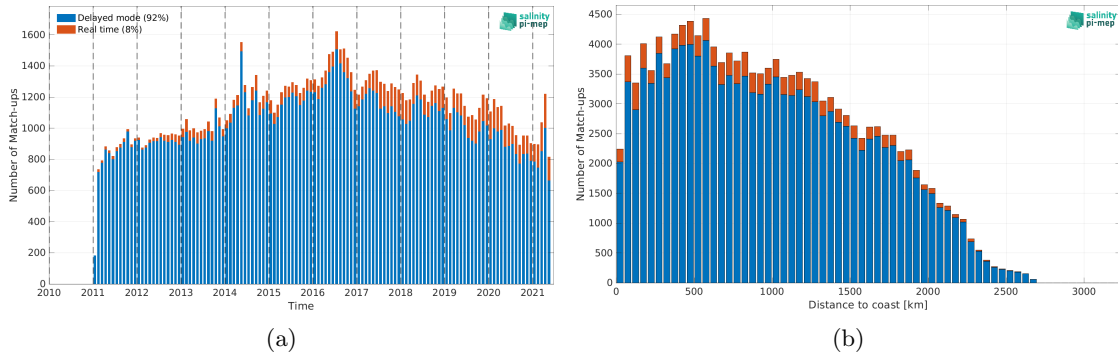 Delayed mode (92%)
Real time (8%)
salinity
pi-mep
1600
1400
1200
1000
800
600
400
200
0
Number of Match-ups
2010 2011 2012 2013 2014 2015 2016 2017 2018 2019 2020 2021
Time
(a)
salinity
pi-mep
4500
4000
3500
3000
2500
2000
1500
1000
500
0
Number of Match-ups
0 500 1000 1500 2000 2500 3000
Distance to coast [km]
(b)